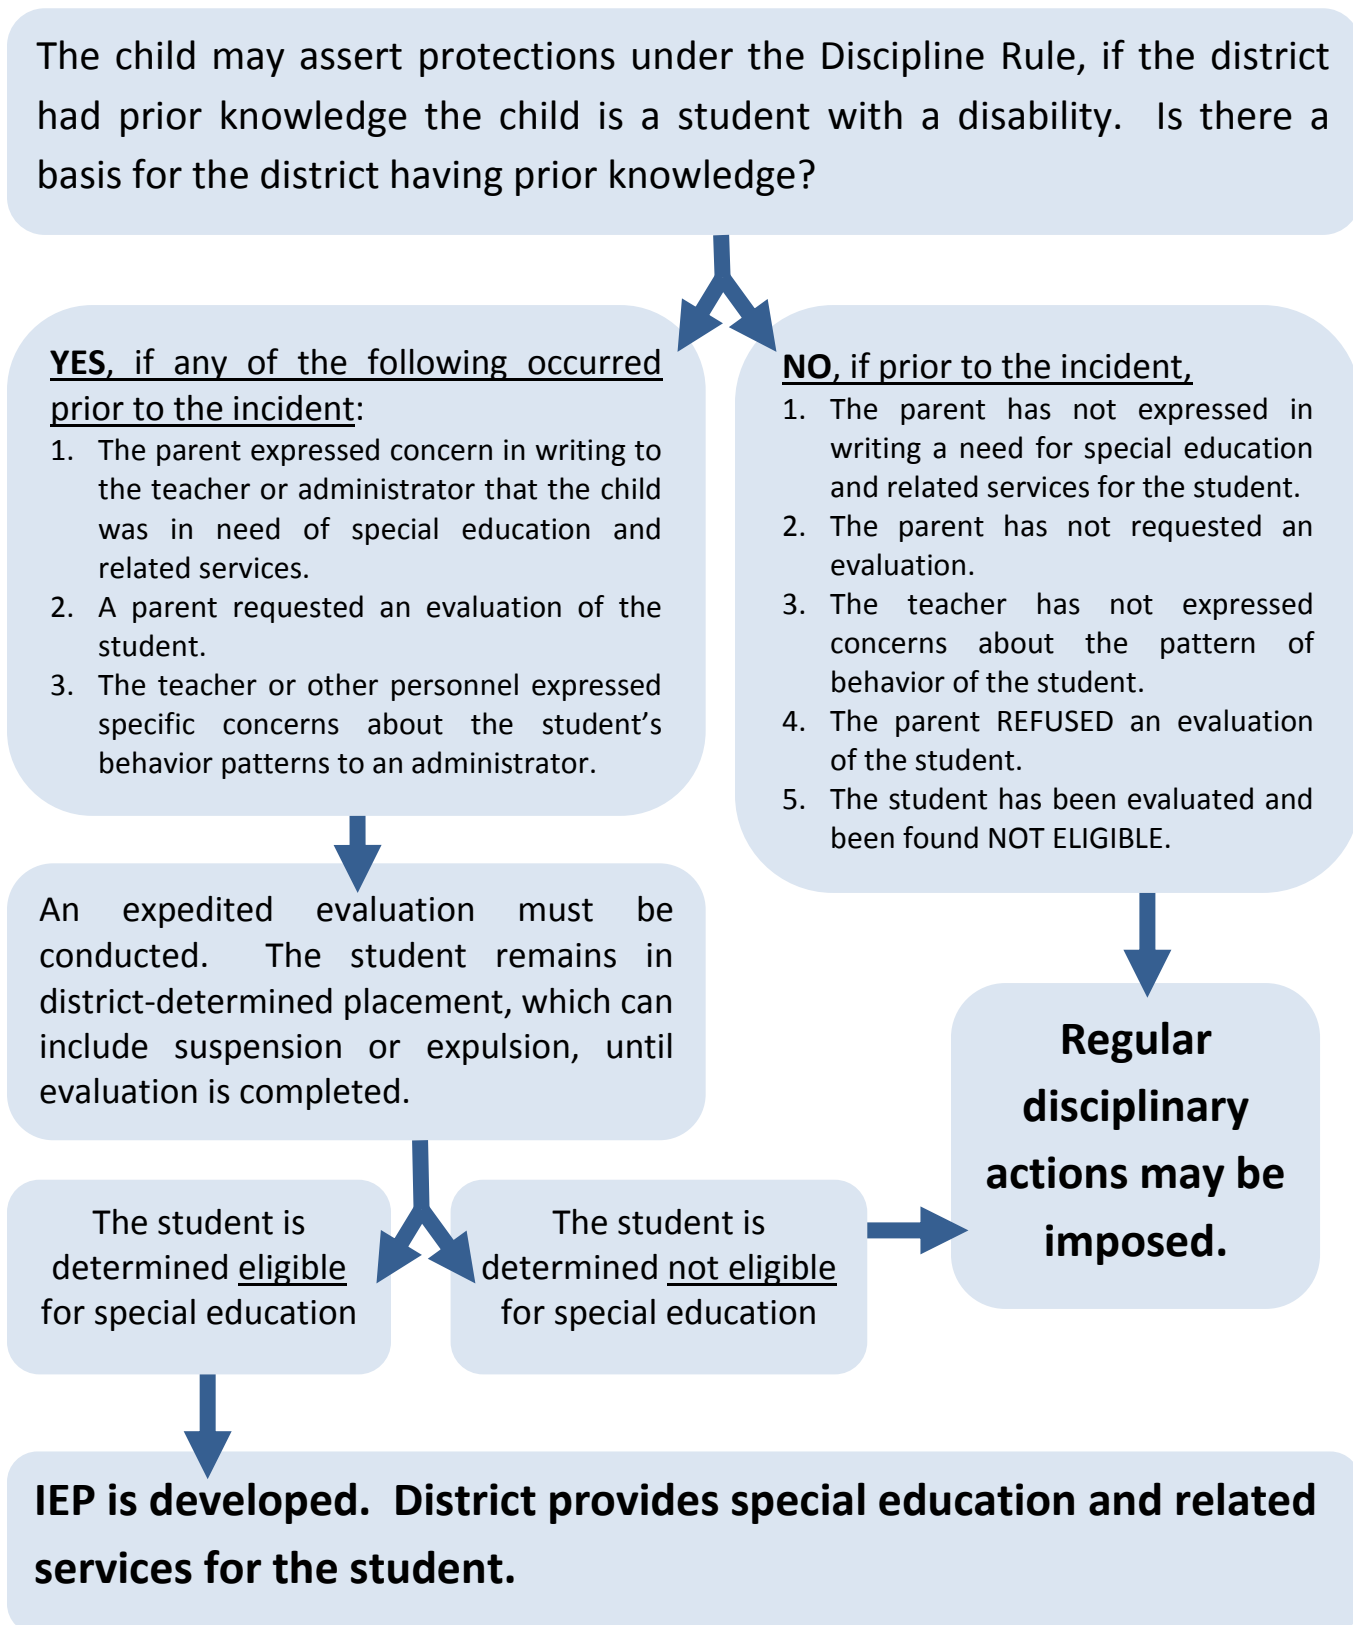 The child may assert protections under the Discipline Rule, if the district
had prior knowledge the child is a student with a disability. Is there a
basis for the district having prior knowledge?
YES, if any of the following occurred
prior to the incident:
1. The parent expressed concern in writing to
the teacher or administrator that the child
was in need of special education and
related services.
2. A parent requested an evaluation of the
student.
3. The teacher or other personnel expressed
specific concerns about the student’s
behavior patterns to an administrator.
NO, if prior to the incident,
1. The parent has not expressed in
writing a need for special education
and related services for the student.
2. The parent has not requested an
evaluation.
3. The teacher has not expressed
concerns about the pattern of
behavior of the student.
4. The parent REFUSED an evaluation
of the student.
5. The student has been evaluated and
been found NOT ELIGIBLE.
An expedited evaluation must be
conducted. The student remains in
district-determined placement, which can
include suspension or expulsion, until
evaluation is completed.
Regular
disciplinary
actions may be
imposed.
The student is
determined eligible
for special education
The student is
determined not eligible
for special education
IEP is developed. District provides special education and related
services for the student.